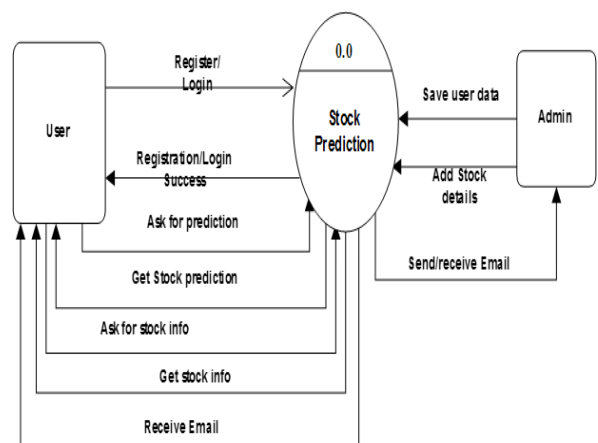 0.0
Register/
Login
User
Stock
Prediction
Save user data
Admin
Registration/Login
Success
Add Stock
details
Ask for prediction
Get Stock prediction
Send/receive Email
Ask for stock info
Get stock info
Receive Email